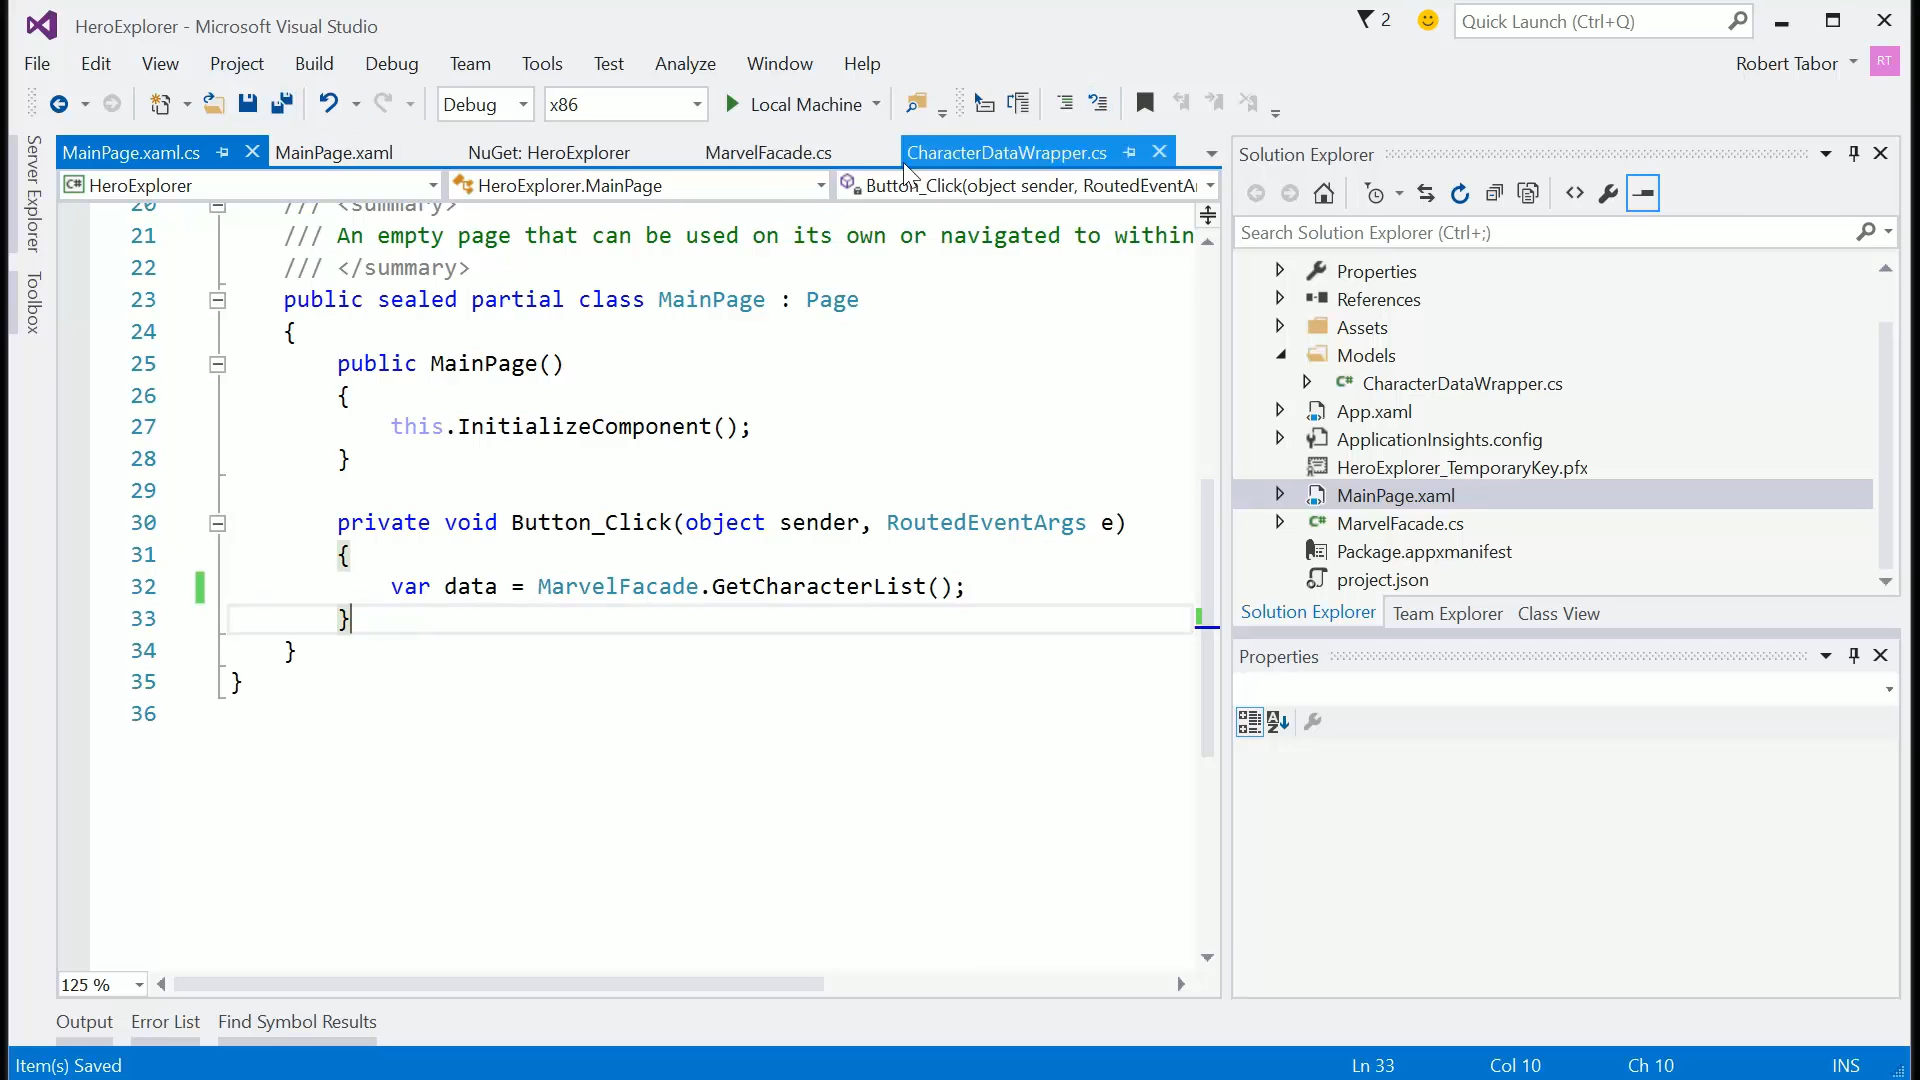 HeroExplorer - Microsoft Visual Studio
2
Quick Launch (Ctrl+Q)
File Edit View Project Build Debug Team Tools Test Analyze Window Help
Robert Tabor RT
Debug x86 Local Machine
Server Explorer
Toolbox
MainPage.xaml.cs MainPage.xaml NuGet: HeroExplorer MarvelFacade.cs CharacterDataWrapper.cs
HeroExplorer HeroExplorer.MainPage Button_Click(object sender, RoutedEventAr
20 /// <summary>
21 /// An empty page that can be used on its own or navigated to within
22 /// </summary>
23 public sealed partial class MainPage : Page
24 {
25 public MainPage()
26 {
27 this.InitializeComponent();
28 }
29
30 private void Button_Click(object sender, RoutedEventArgs e)
31 {
32 var data = MarvelFacade.GetCharacterList();
33 }
34 }
35 }
36
125 %
Output Error List Find Symbol Results
Solution Explorer
Search Solution Explorer (Ctrl+;)
Properties
References
Assets
Models
C# CharacterDataWrapper.cs
App.xaml
ApplicationInsights.config
HeroExplorer_TemporaryKey.pfx
MainPage.xaml
C# MarvelFacade.cs
Package.appxmanifest
project.json
Solution Explorer Team Explorer Class View
Properties
Item(s) Saved Ln 33 Col 10 Ch 10 INS